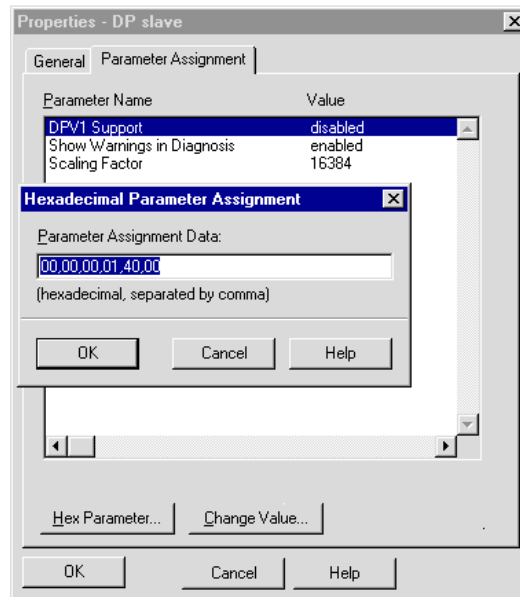 Properties - DP slave
General Parameter Assignment
Parameter Name Value
DPV1 Support disabled
Show Warnings in Diagnosis enabled
Scaling Factor 16384
Hexadecimal Parameter Assignment
Parameter Assignment Data:
00,00,00,01,40,00
(hexadecimal, separated by comma)
OK Cancel Help
Hex Parameter... Change Value...
OK Cancel Help